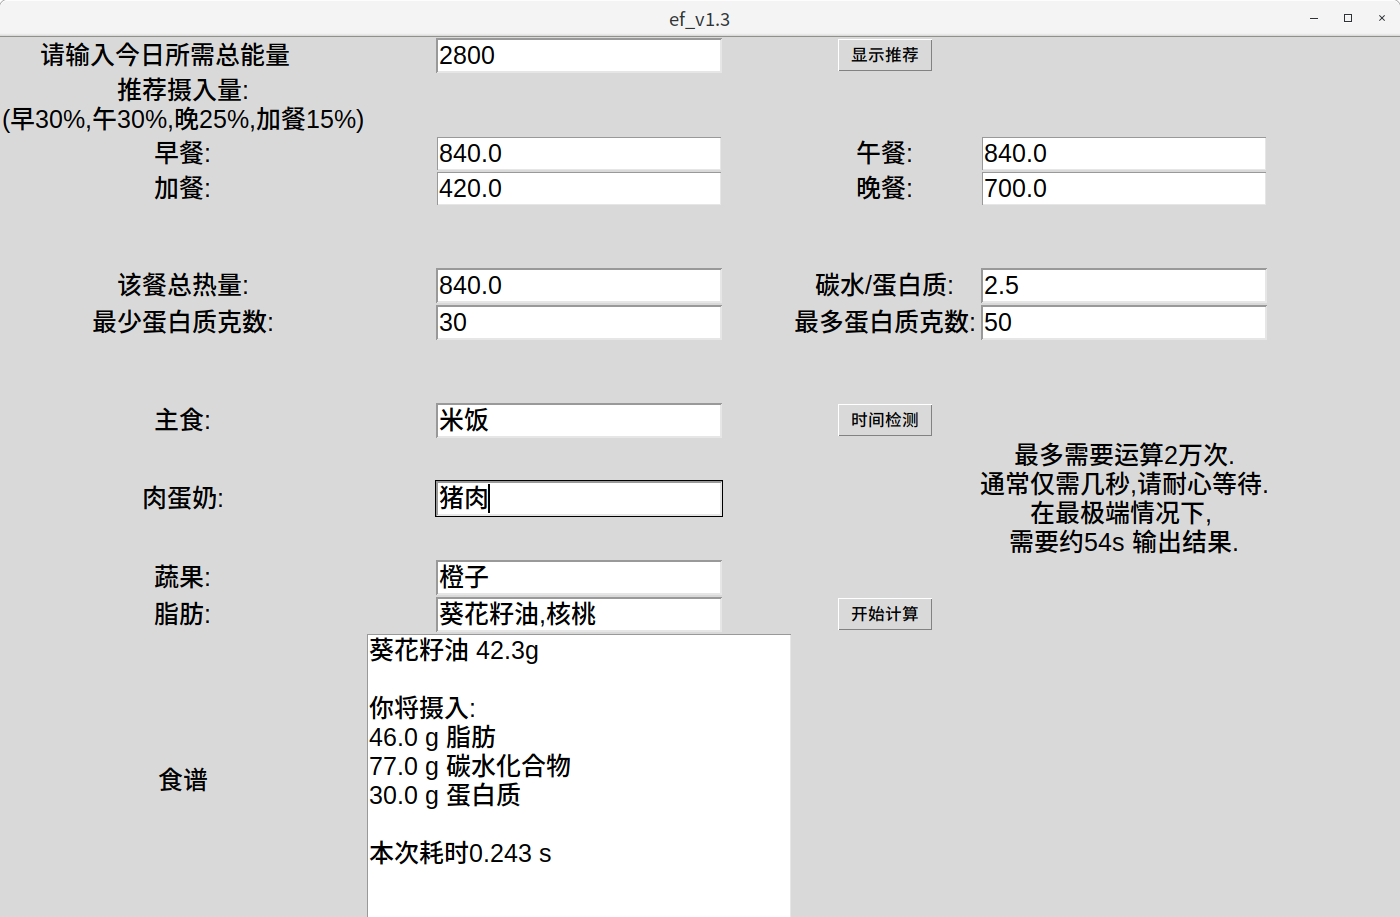 ef_v1.3
请输入今日所需总能量 2800 显示推荐
推荐摄入量:
(早30%,午30%,晚25%,加餐15%)
早餐: 840.0 午餐: 840.0
加餐: 420.0 晚餐: 700.0
该餐总热量: 840.0 碳水/蛋白质: 2.5
最少蛋白质克数: 30 最多蛋白质克数: 50
主食: 米饭 时间检测
最多需要运算2万次.
通常仅需几秒,请耐心等待.
在最极端情况下,
需要约54s 输出结果.
肉蛋奶: 猪肉
蔬果: 橙子
脂肪: 葵花籽油,核桃 开始计算
食谱
葵花籽油 42.3g
你将摄入:
46.0 g 脂肪
77.0 g 碳水化合物
30.0 g 蛋白质
本次耗时0.243 s